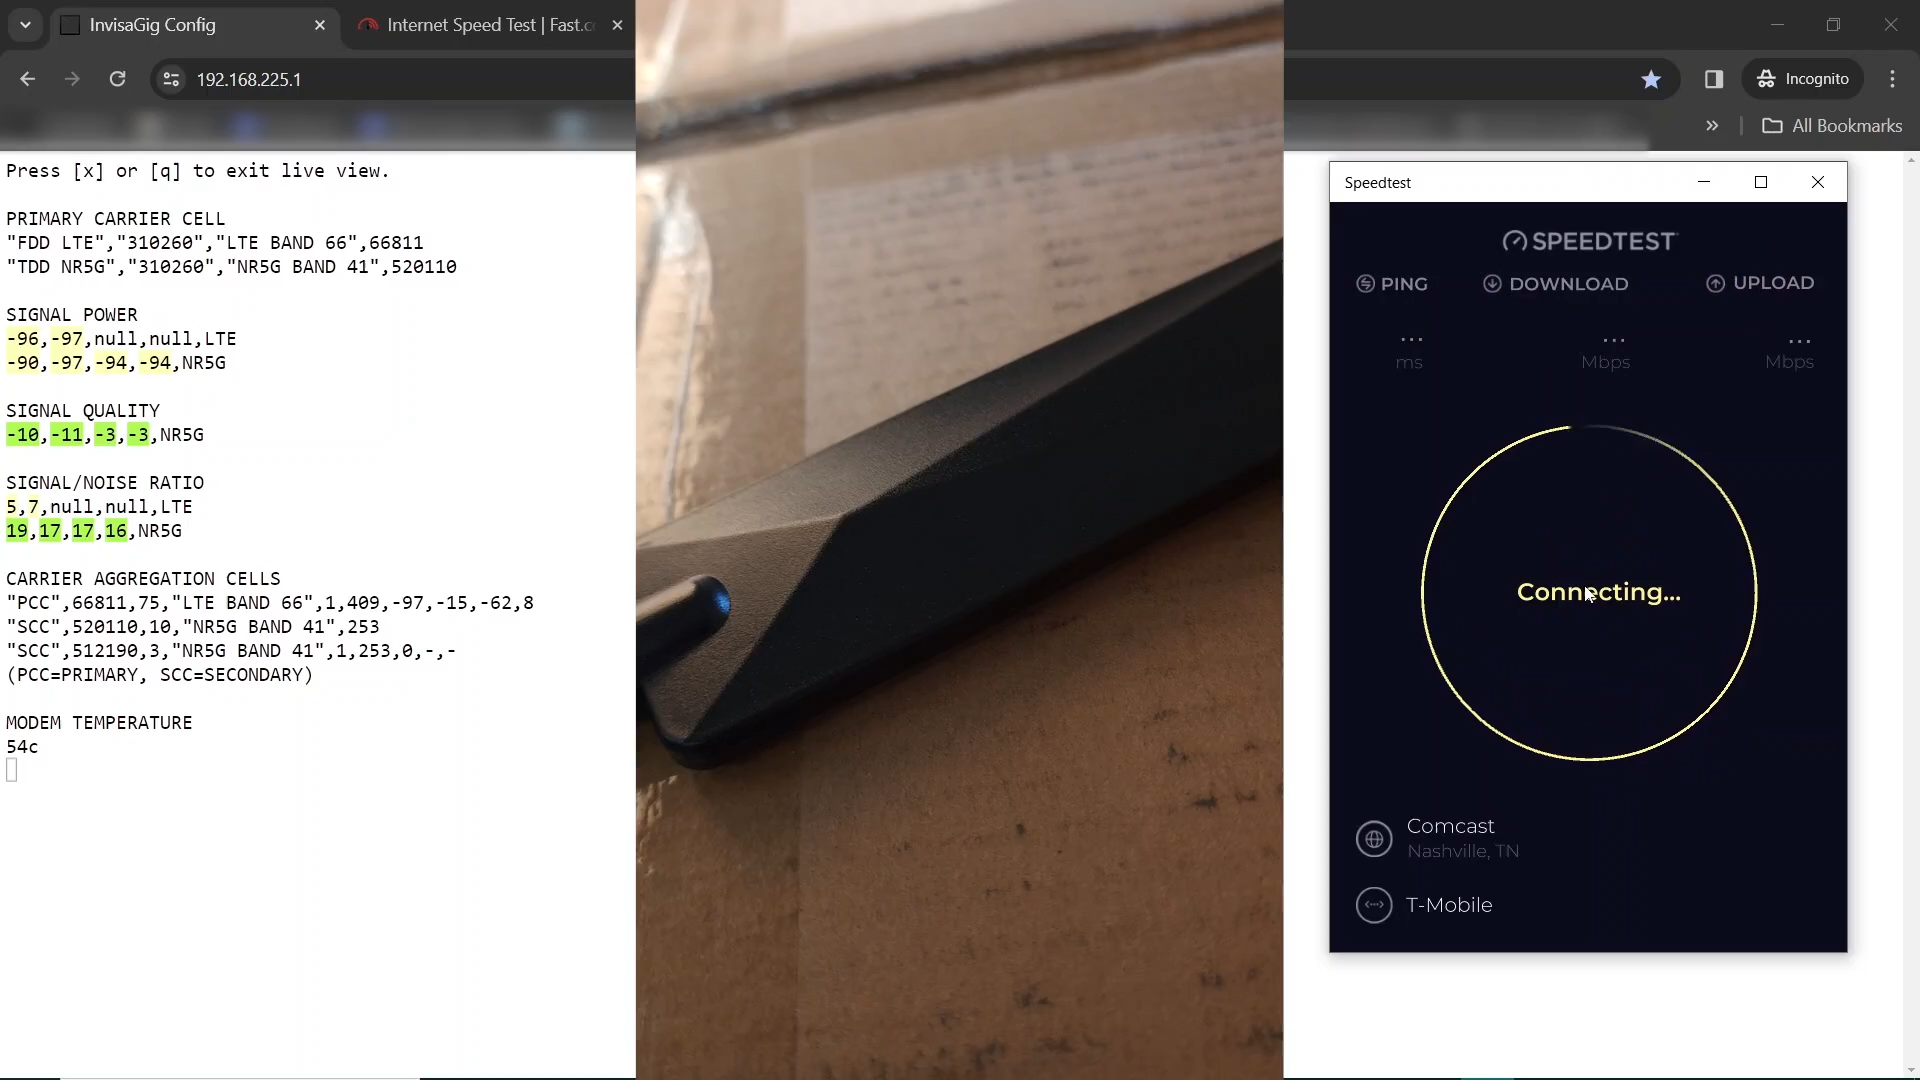 InvisaGig Config
Internet Speed Test | Fast.c
192.168.225.1
Incognito
All Bookmarks
Press [x] or [q] to exit live view.
PRIMARY CARRIER CELL
"FDD LTE","310260","LTE BAND 66",66811
"TDD NR5G","310260","NR5G BAND 41",520110
SIGNAL POWER
-96,-97,null,null,LTE
-90,-97,-94,-94,NR5G
SIGNAL QUALITY
-10,-11,-3,-3,NR5G
SIGNAL/NOISE RATIO
5,7,null,null,LTE
19,17,17,16,NR5G
CARRIER AGGREGATION CELLS
"PCC",66811,75,"LTE BAND 66",1,409,-97,-15,-62,8
"SCC",520110,10,"NR5G BAND 41",253
"SCC",512190,3,"NR5G BAND 41",1,253,0,-,-
(PCC=PRIMARY, SCC=SECONDARY)
MODEM TEMPERATURE
54c
Speedtest
SPEEDTEST
PING DOWNLOAD UPLOAD
... ... ...
ms Mbps Mbps
Connecting...
Comcast
Nashville, TN
T-Mobile